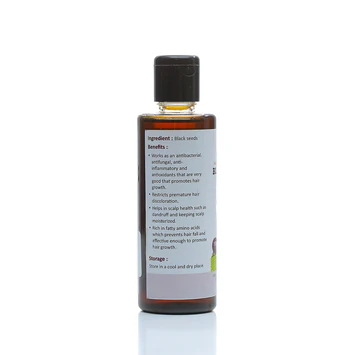 Ingredient : Black seeds
Benefits :
• Works as an antibacterial,
antifungal, anti-
inflammatory and
antioxidants that are very
good that promotes hair
growth.
• Restricts premature hair
discoloration.
• Helps in scalp health such as
dandruff and keeping scalp
moisturized.
• Rich in fatty amino acids
which prevents hair fall and
effective enough to promote
hair growth.
Storage :
Store in a cool and dry place